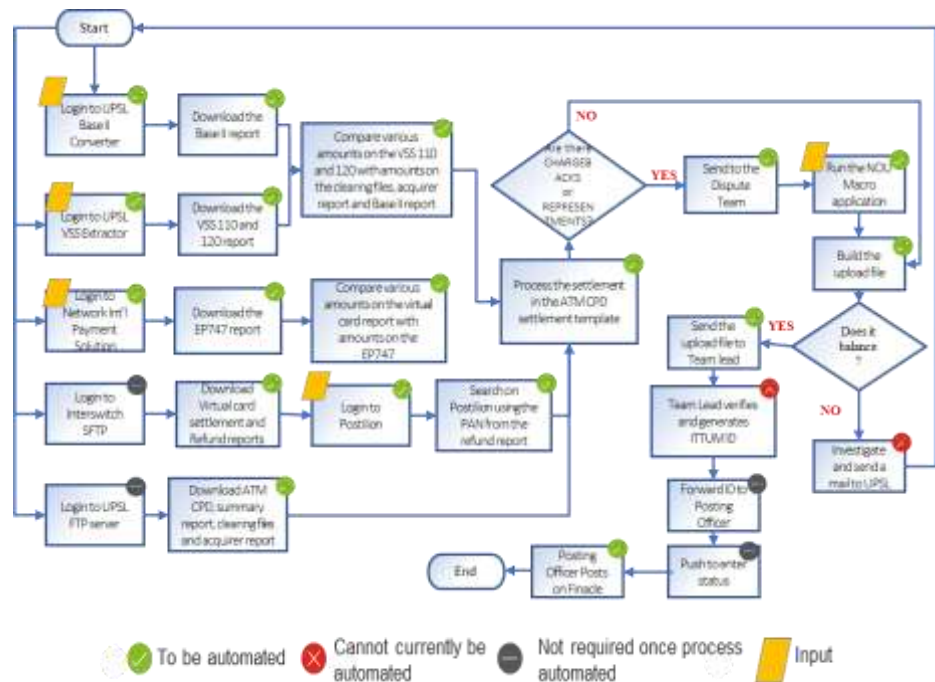 Start
Login to UPSL
Base II
Converter
Download the
Base II report
Compare various
amounts on the VSS 110
and 120 with amounts on
the clearing files, acquirer
report and Base II report
Login to UPSL
VSS Extractor
Download the
VSS 110 and
120 report
Login to
Network Int'l
Payment
Solution
Download the
EP747 report
Compare various
amounts on the virtual
card report with
amounts on the EP747
Login to
Interswitch
SFTP
Download
Virtual card
settlement and
Refund reports
Login to
Postilion
Search on
Postilion using the
PAN from the
refund report
Login to UPSL
FTP server
Download ATM
CPD, summary
report, clearing files
and acquirer report
Are there
CHARGEB
ACKS
or
REPRESEN
TMENTS?
NO
YES
Send to the
Dispute
Team
Run the NOU
Macro
application
Build the
upload file
Process the settlement
in the ATM CPD
settlement template
Does it
balance
?
YES
NO
Send the
upload file to
Team lead
Team Lead verifies
and generates
ITTUM ID
Investigate
and send a
mail to UPSL
Forward ID to
Posting
Officer
Push to enter
status
Posting
Officer Posts
on Finacle
End
To be automated
Cannot currently be
automated
Not required once process
automated
Input